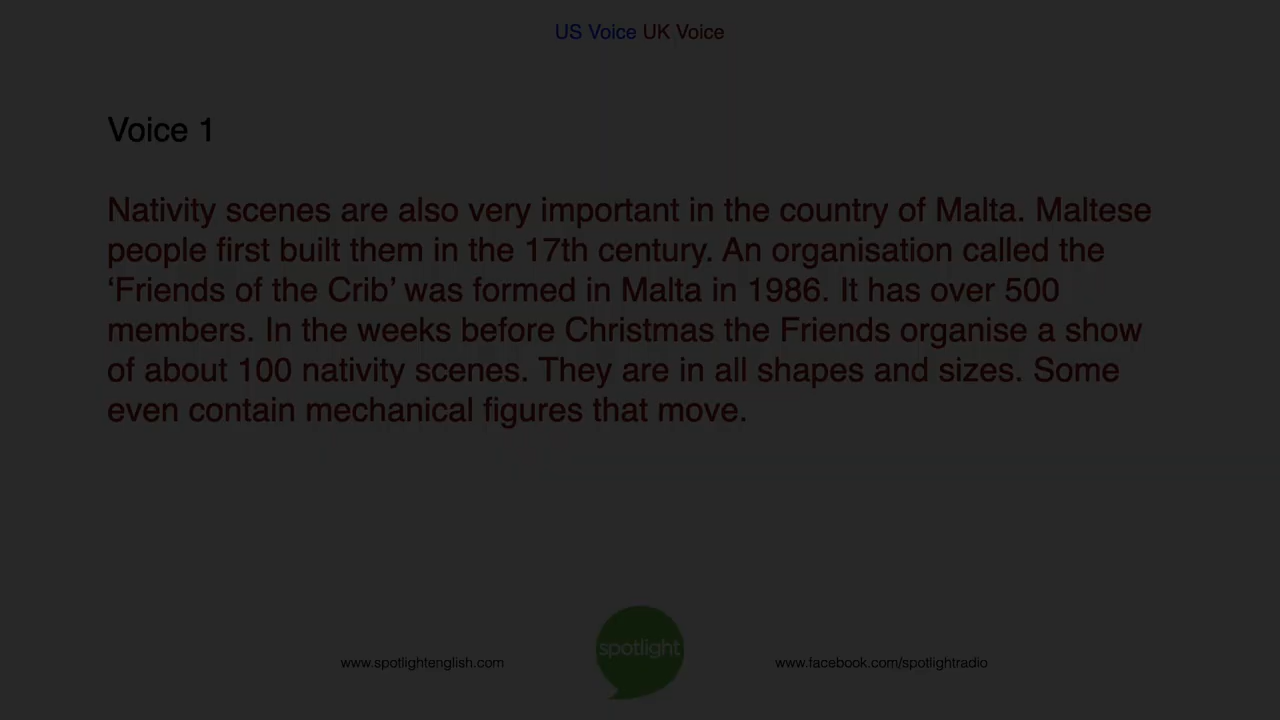 US Voice UK Voice
Voice 1
Nativity scenes are also very important in the country of Malta. Maltese
people first built them in the 17th century. An organisation called the
‘Friends of the Crib’ was formed in Malta in 1986. It has over 500
members. In the weeks before Christmas the Friends organise a show
of about 100 nativity scenes. They are in all shapes and sizes. Some
even contain mechanical figures that move.
spotlight
www.spotlightenglish.com
www.facebook.com/spotlightradio